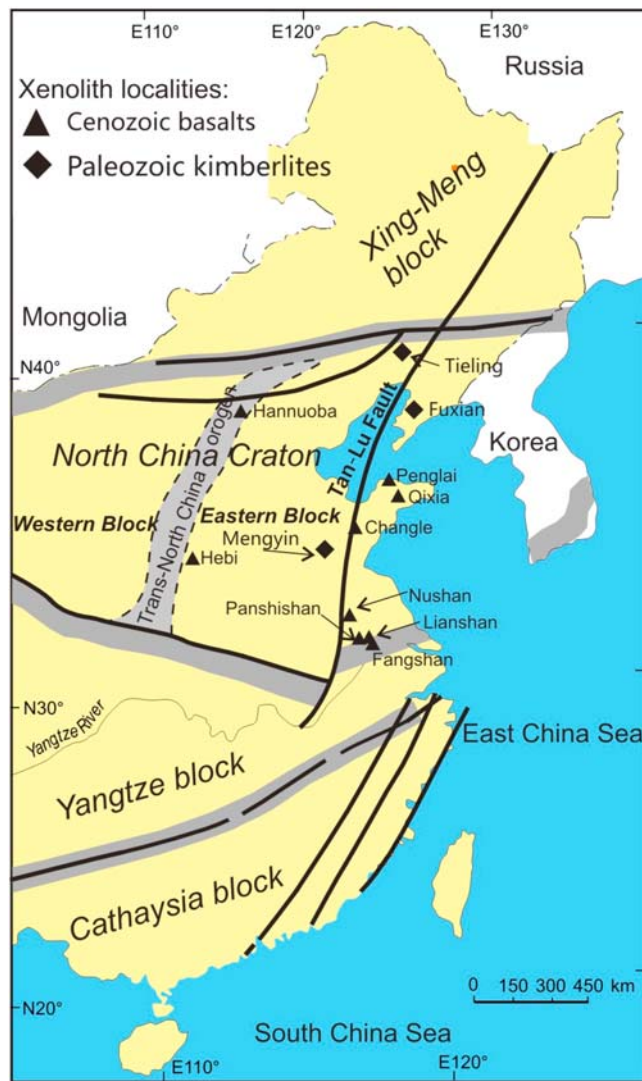 E110°
E120°
E130°
Russia
Xenolith localities:
Cenozoic basalts
Paleozoic kimberlites
Xing-Meng
block
Mongolia
N40°
Tieling
Hannuoba
Fuxian
Tan-Lu Fault
Korea
North China Craton
Trans-North China orogen
Penglai
Qixia
Western Block
Eastern Block
Changle
Mengyin
Hebi
Nushan
Panshishan
Lianshan
Fangshan
N30°
Yangtze River
East China Sea
Yangtze block
Cathaysia block
0 150 300 450 km
N20°
South China Sea
E110°
E120°